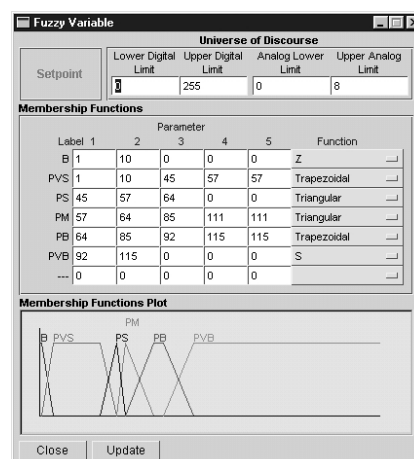 Fuzzy Variable
Universe of Discourse
Setpoint
Lower Digital Limit Upper Digital Limit Analog Lower Limit Upper Analog Limit
0 255 0 8
Membership Functions
Parameter
Label 1 2 3 4 5 Function
B 1 10 0 0 0 Z
PVS 1 10 45 57 57 Trapezoidal
PS 45 57 64 0 0 Triangular
PM 57 64 85 111 111 Triangular
PB 64 85 92 115 115 Trapezoidal
PVB 92 115 0 0 0 S
--- 0 0 0 0 0
Membership Functions Plot
PM
B PVS PS PB PVB
Close Update